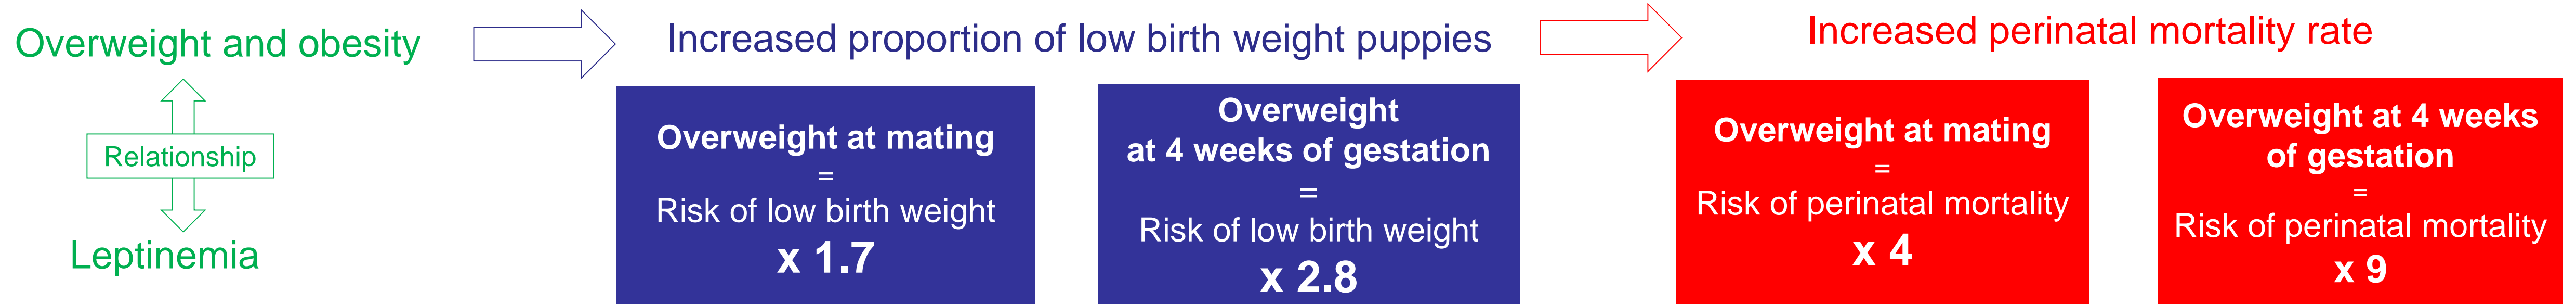 Overweight and obesity
Relationship
Leptinemia
Increased proportion of low birth weight puppies
Overweight at mating
=
Risk of low birth weight
x 1.7
Overweight
at 4 weeks of gestation
=
Risk of low birth weight
x 2.8
Increased perinatal mortality rate
Overweight at mating
=
Risk of perinatal mortality
x 4
Overweight at 4 weeks
of gestation
=
Risk of perinatal mortality
x 9